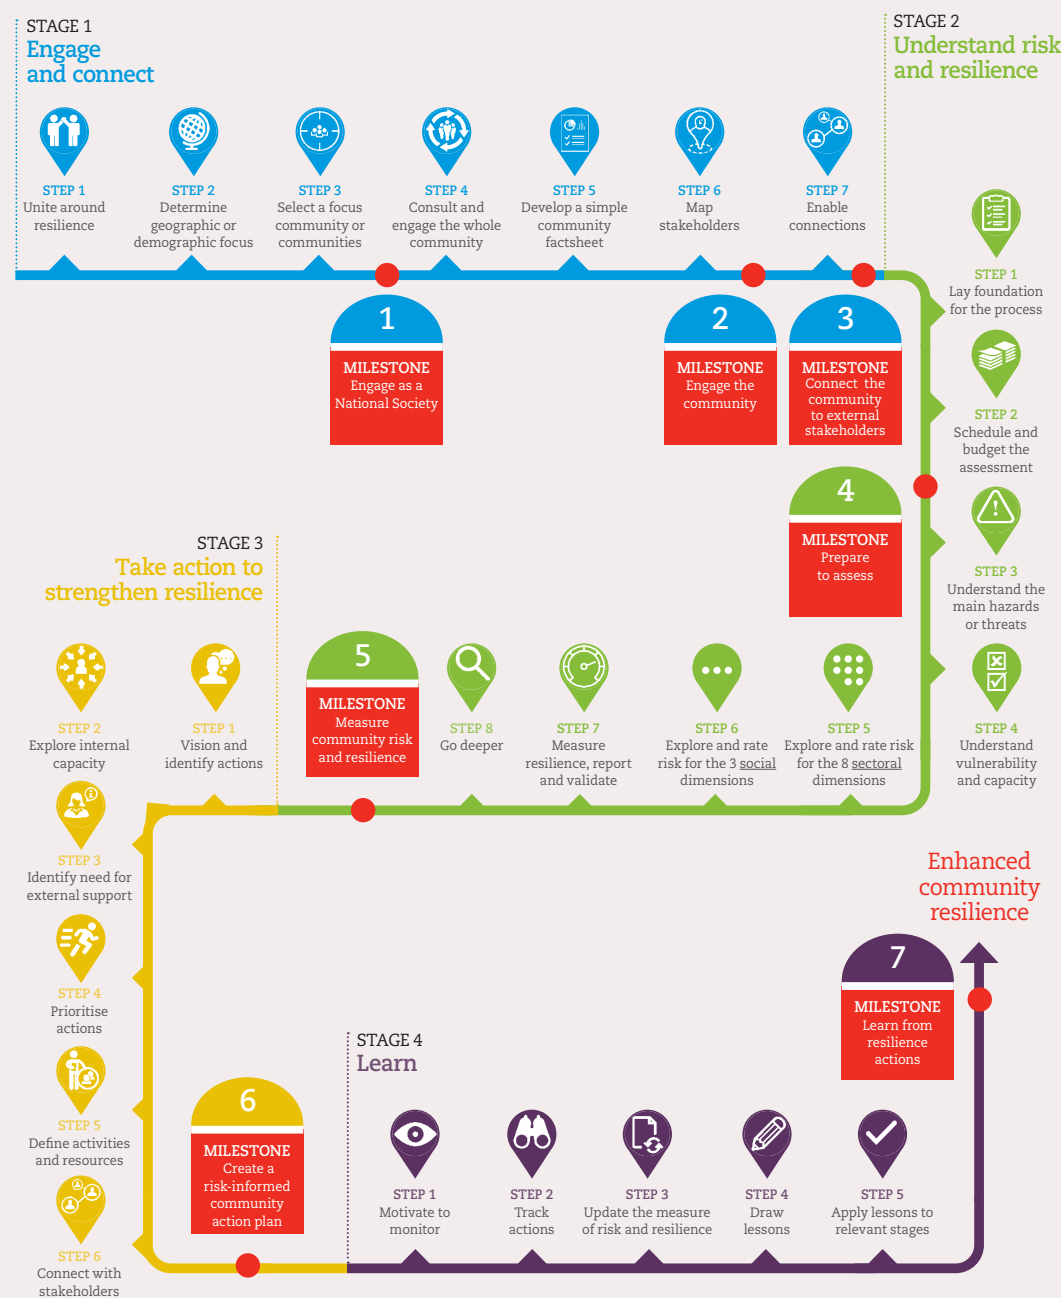 STAGE 1
Engage
and connect
STEP 1
Unite around
resilience
STEP 2
Determine
geographic or
demographic focus
STEP 3
Select a focus
community or
communities
STEP 4
Consult and
engage the whole
community
STEP 5
Develop a simple
community
factsheet
STEP 6
Map
stakeholders
STEP 7
Enable
connections
1
MILESTONE
Engage as a
National Society
2
MILESTONE
Engage the
community
3
MILESTONE
Connect the
community
to external
stakeholders
STAGE 2
Understand risk
and resilience
STEP 1
Lay foundation
for the process
STEP 2
Schedule and
budget the
assessment
4
MILESTONE
Prepare
to assess
STEP 3
Understand the
main hazards
or threats
STEP 4
Understand
vulnerability
and capacity
STEP 5
Explore and rate risk
for the 8 sectoral
dimensions
STEP 6
Explore and rate
risk for the 3 social
dimensions
STEP 7
Measure
resilience, report
and validate
STEP 8
Go deeper
5
MILESTONE
Measure
community risk
and resilience
STAGE 3
Take action to
strengthen resilience
STEP 1
Vision and
identify actions
STEP 2
Explore internal
capacity
STEP 3
Identify need for
external support
STEP 4
Prioritise
actions
STEP 5
Define activities
and resources
STEP 6
Connect with
stakeholders
6
MILESTONE
Create a
risk-informed
community
action plan
STAGE 4
Learn
STEP 1
Motivate to
monitor
STEP 2
Track
actions
STEP 3
Update the measure
of risk and resilience
STEP 4
Draw
lessons
STEP 5
Apply lessons to
relevant stages
7
MILESTONE
Learn from
resilience
actions
Enhanced
community
resilience